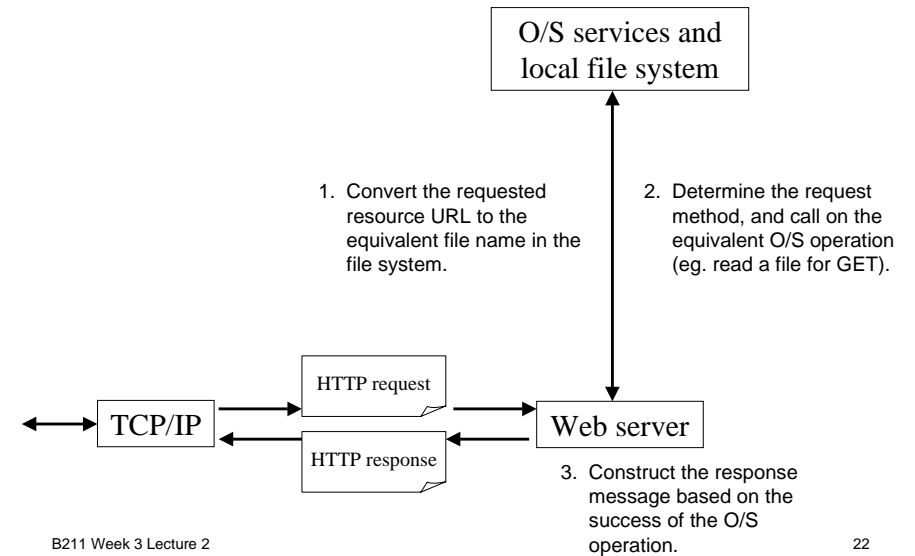 O/S services and
local file system
1. Convert the requested
resource URL to the
equivalent file name in the
file system.
2. Determine the request
method, and call on the
equivalent O/S operation
(eg. read a file for GET).
HTTP request
TCP/IP
Web server
HTTP response
3. Construct the response
message based on the
success of the O/S
operation.
B211 Week 3 Lecture 2
22